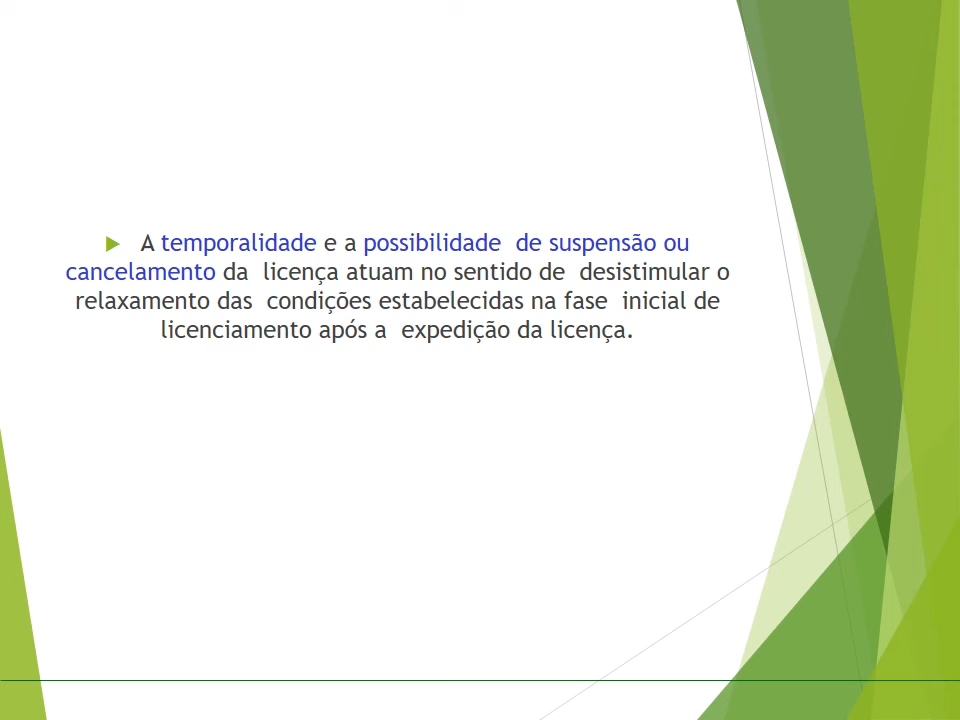 A temporalidade e a possibilidade de suspensão ou
cancelamento da licença atuam no sentido de desistimular o
relaxamento das condições estabelecidas na fase inicial de
licenciamento após a expedição da licença.